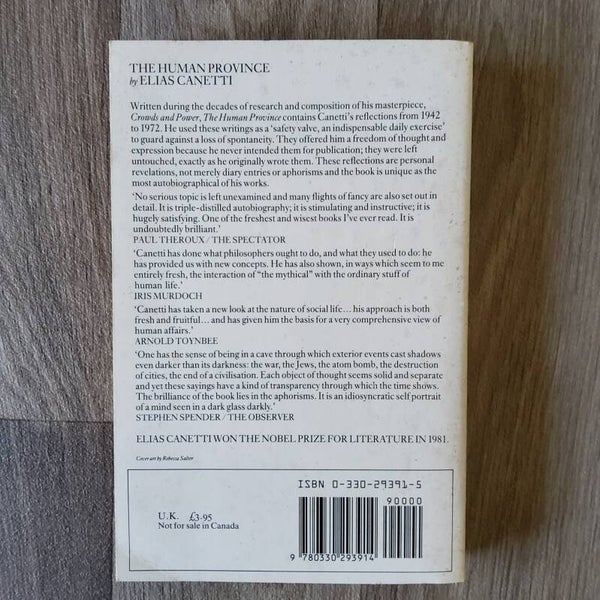 THE HUMAN PROVINCE
by ELIAS CANETTI
Written during the decades of research and composition of his masterpiece,
Crowds and Power, The Human Province contains Canetti's reflections from 1942
to 1972. He used these writings as a 'safety valve, an indispensable daily exercise'
to guard against a loss of spontaneity. They offered him a freedom of thought and
expression because he never intended them for publication; they were left
untouched, exactly as he originally wrote them. These reflections are personal
revelations, not merely diary entries or aphorisms and the book is unique as the
most autobiographical of his works.
'No serious topic is left unexamined and many flights of fancy are also set out in
detail. It is triple-distilled autobiography; it is stimulating and instructive; it is
hugely satisfying. One of the freshest and wisest books I've ever read. It is
undoubtedly brilliant.'
PAUL THEROUX / THE SPECTATOR
'Canetti has done what philosophers ought to do, and what they used to do: he
has provided us with new concepts. He has also shown, in ways which seem to me
entirely fresh, the interaction of "the mythical" with the ordinary stuff of
human life.'
IRIS MURDOCH
'Canetti has taken a new look at the nature of social life... his approach is both
fresh and fruitful... and has given him the basis for a very comprehensive view of
human affairs.'
ARNOLD TOYNBEE
'One has the sense of being in a cave through which exterior events cast shadows
even darker than its darkness: the war, the Jews, the atom bomb, the destruction
of cities, the end of a civilisation. Each object of thought seems solid and separate
and yet these sayings have a kind of transparency through which the time shows.
The brilliance of the book lies in the aphorisms. It is an idiosyncratic self portrait
of a mind seen in a dark glass darkly.'
STEPHEN SPENDER / THE OBSERVER
ELIAS CANETTI WON THE NOBEL PRIZE FOR LITERATURE IN 1981.
Cover art by Rebecca Salter
ISBN 0-330-29391-5
90000
U.K. £3.95
Not for sale in Canada
9 780330 293914